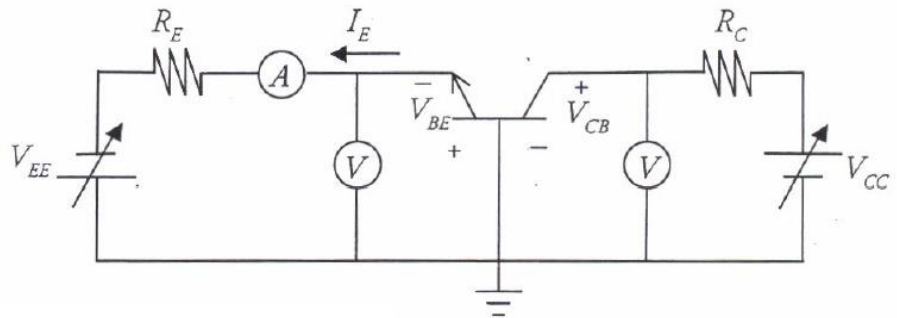 R_E
A
I_E
R_C
V_EE
V
−
V_BE
+
+
V_CB
−
V
V_CC